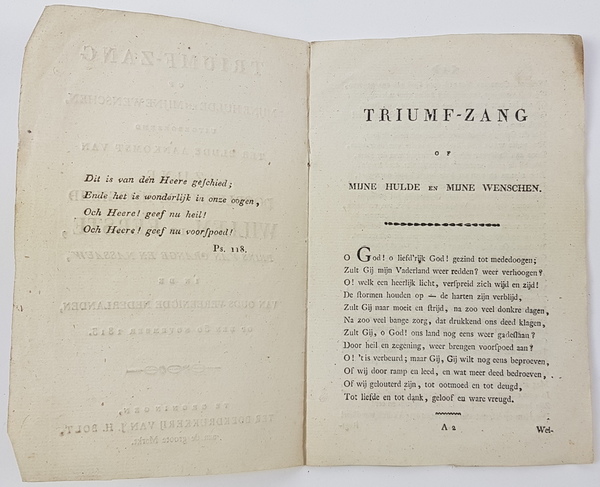 Dit is van den Heere geſchied;
Ende het is wonderlijk in onze oogen,
Och Heere! geef nu heil!
Och Heere! geef nu voorſpoed!
Ps. 118.
TRIUMF-ZANG
OF
MIJNE HULDE EN MIJNE WENSCHEN.
O God! o liefd'rijk God! gezind tot mededoogen;
Zult Gij mijn Vaderland weer redden? weer verhoogen?
O! welk een heerlijk licht, verſpreid zich wijd en zijd!
De ſtormen houden op — de harten zijn verblijd,
Zult Gij naar moeit en ſtrijd, na zoo veel donkre dagen,
Na zoo veel bange zorg, dat drukkend ons deed klagen,
Zult Gij, o God! ons land nog eens weer gadeſlaan?
Door heil en zegening, weer brengen voorſpoed aan?
O! 't is verbeurd; maar Gij, Gij wilt nog eens beproeven,
Of wij door ramp en leed, en wat meer deed bedroeven,
Of wij gelouterd zijn, tot ootmoed en tot deugd,
Tot liefde en tot dank, geloof en ware vreugd.
A 2
Wel-